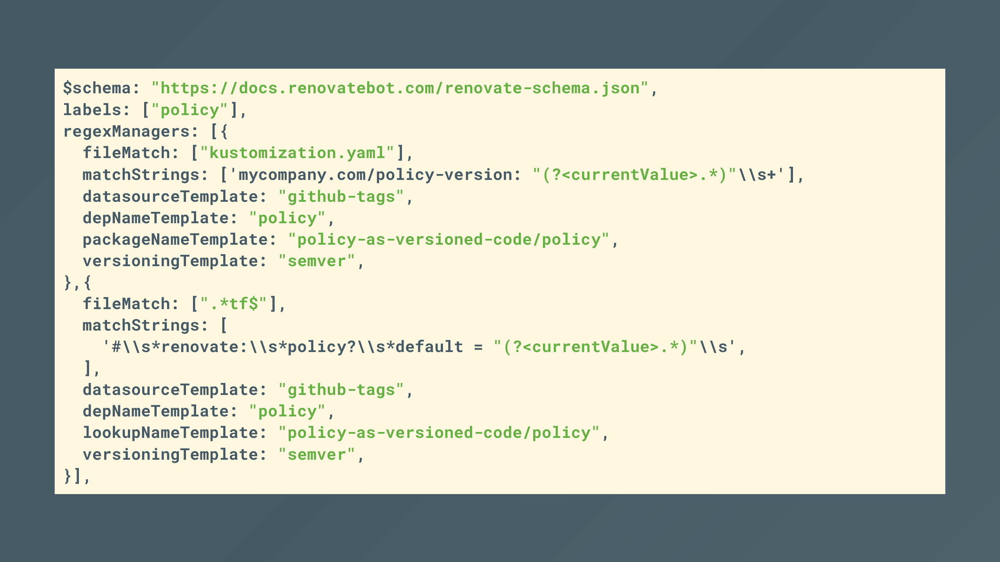 $schema: "https://docs.renovatebot.com/renovate-schema.json",
labels: ["policy"],
regexManagers: [{
  fileMatch: ["kustomization.yaml"],
  matchStrings: ['mycompany.com/policy-version: "(?<currentValue>.*)"\\s+'],
  datasourceTemplate: "github-tags",
  depNameTemplate: "policy",
  packageNameTemplate: "policy-as-versioned-code/policy",
  versioningTemplate: "semver",
},{
  fileMatch: [".*tf$"],
  matchStrings: [
    '#\\s*renovate:\\s*policy?\\s*default = "(?<currentValue>.*)"\\s',
  ],
  datasourceTemplate: "github-tags",
  depNameTemplate: "policy",
  lookupNameTemplate: "policy-as-versioned-code/policy",
  versioningTemplate: "semver",
}],